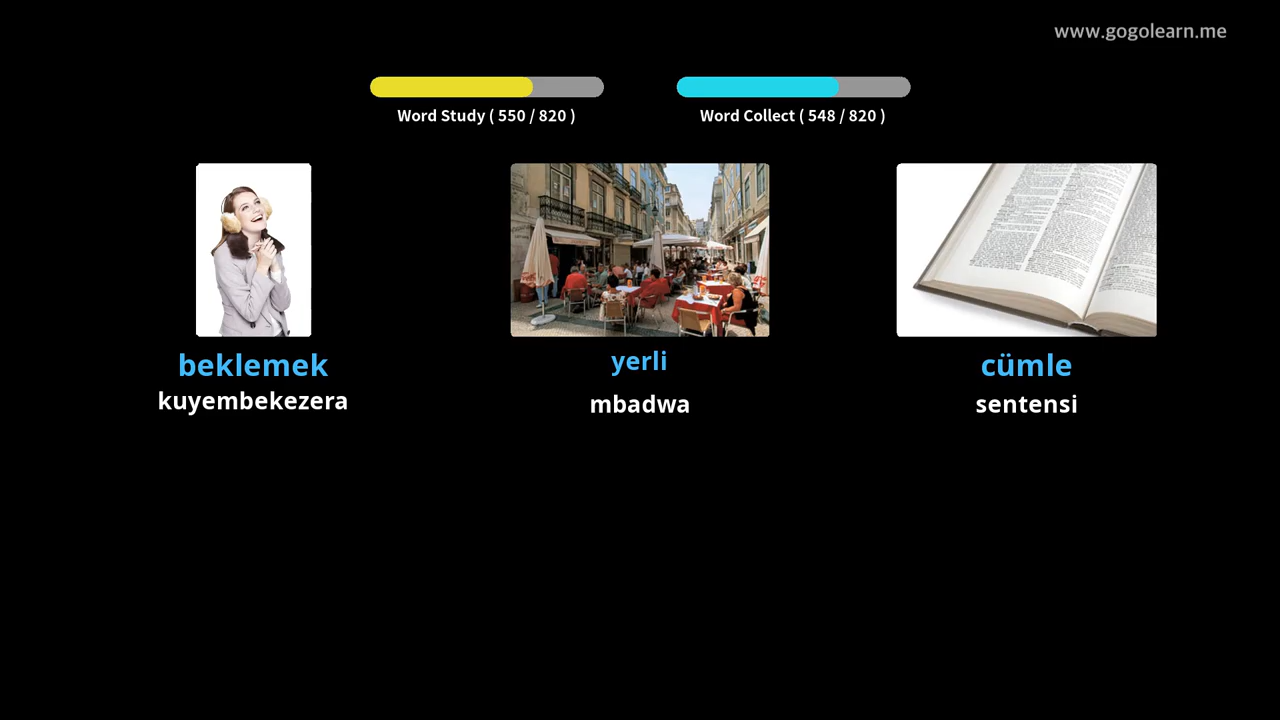 www.gogolearn.me
Word Study ( 550 / 820 )
Word Collect ( 548 / 820 )
beklemek
yerli
cümle
kuyembekezera
mbadwa
sentensi